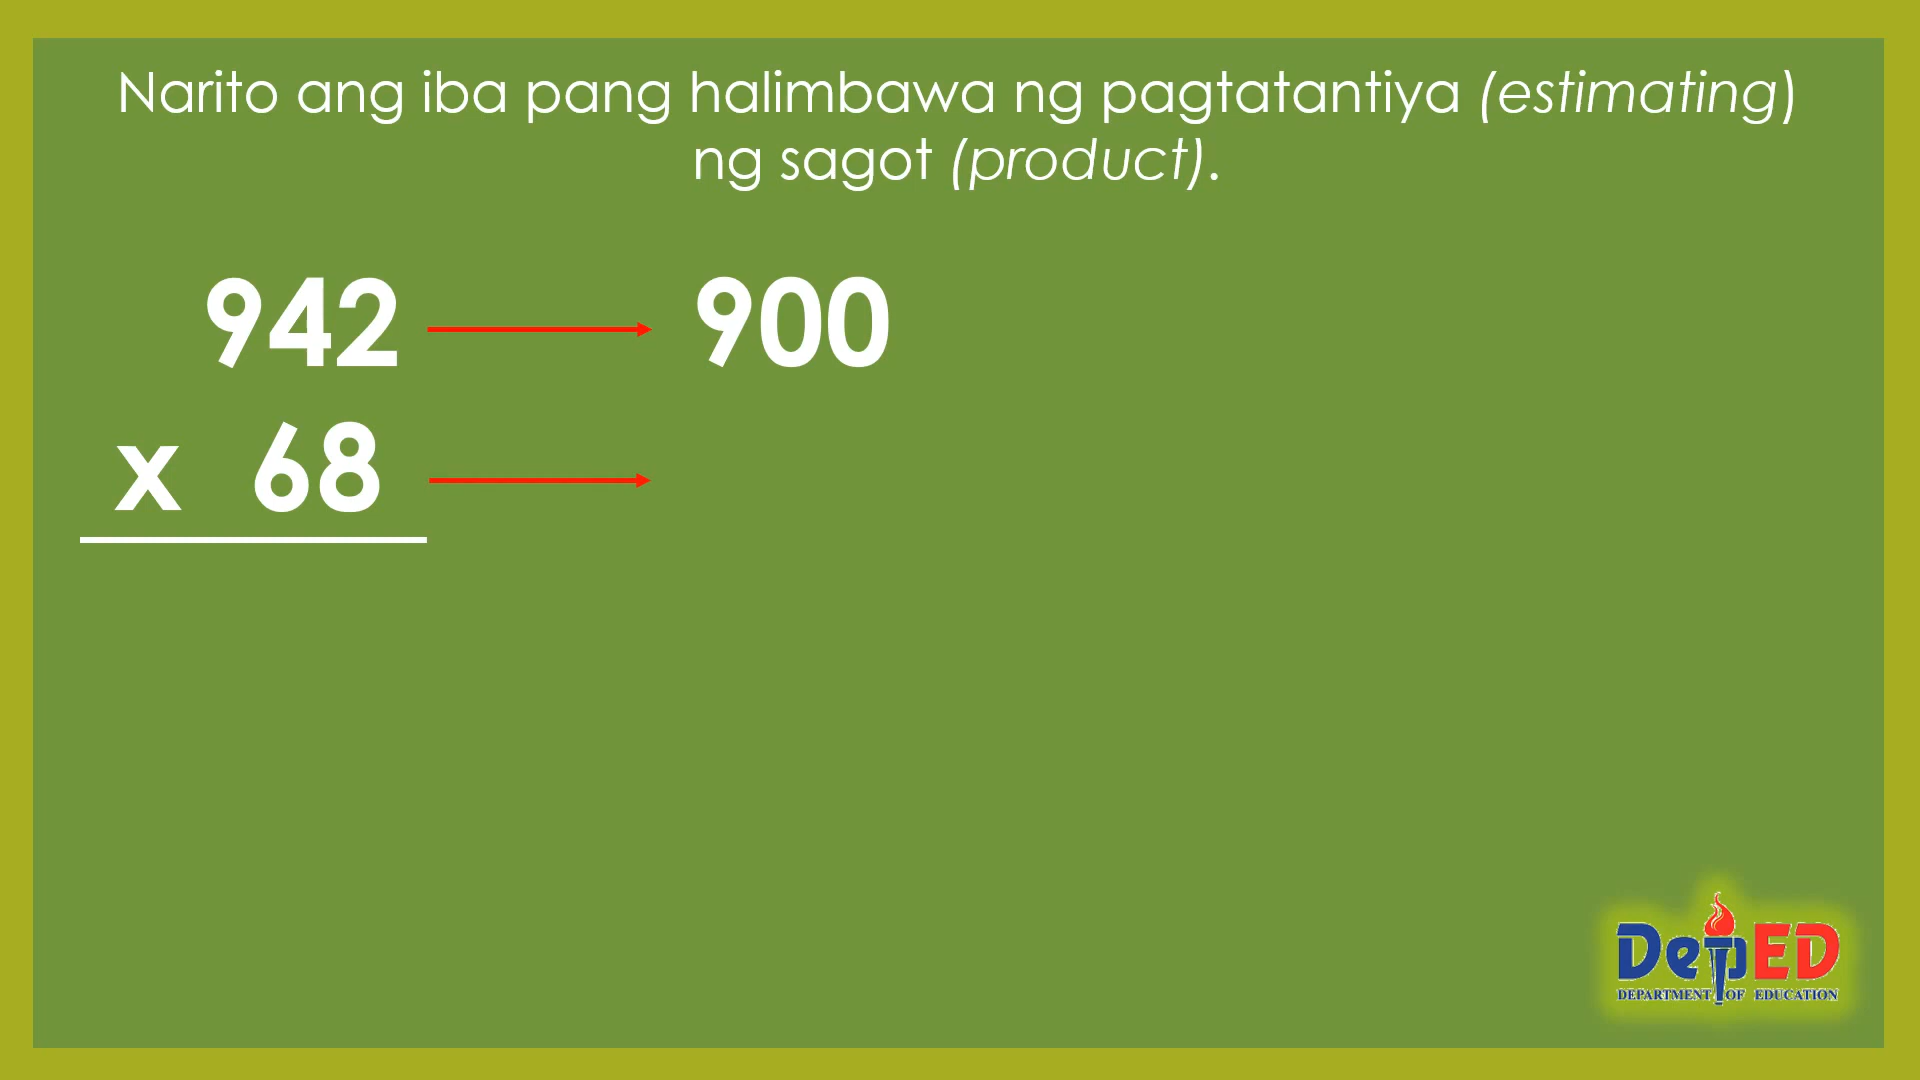 Narito ang iba pang halimbawa ng pagtatantiya (estimating)
ng sagot (product).
942 900
x 68
DepED
DEPARTMENT OF EDUCATION